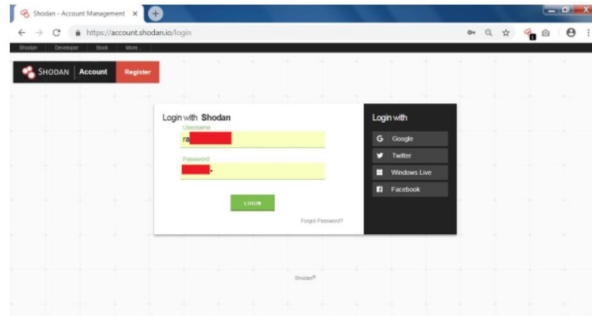 Shodan - Account Management
https://account.shodan.io/login
Shodan Developer Book More
SHODAN Account Register
Login with Shodan
Username
ra
Password
LOGIN
Forgot Password?
Login with
Google
Twitter
Windows Live
Facebook
Shodan®